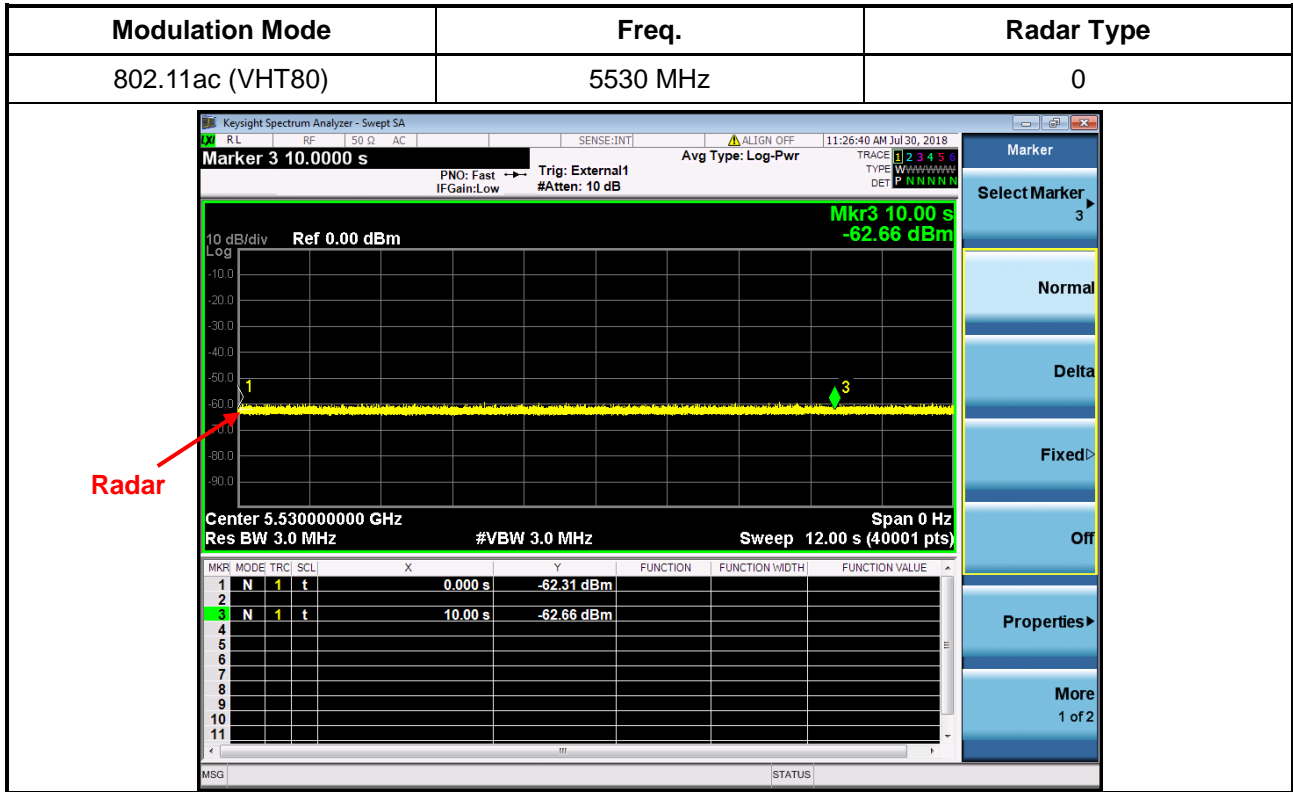 Modulation Mode Freq. Radar Type
802.11ac (VHT80) 5530 MHz 0
Keysight Spectrum Analyzer - Swept SA
LXI RL RF 50 Ω AC SENSE:INT ALIGN OFF 11:26:40 AM Jul 30, 2018
Marker 3 10.0000 s
PNO: Fast
IFGain:Low
Trig: External1
#Atten: 10 dB
Avg Type: Log-Pwr
TRACE 1 2 3 4 5 6
TYPE WWWWWW
DET P N N N N N
Mkr3 10.00 s
-62.66 dBm
10 dB/div Ref 0.00 dBm
Log
-10.0
-20.0
-30.0
-40.0
-50.0
-60.0
-70.0
-80.0
-90.0
1
3
Radar
Center 5.530000000 GHz Span 0 Hz
Res BW 3.0 MHz #VBW 3.0 MHz Sweep 12.00 s (40001 pts)
MKR MODE TRC SCL X Y FUNCTION FUNCTION WIDTH FUNCTION VALUE
1 N 1 t 0.000 s -62.31 dBm
2
3 N 1 t 10.00 s -62.66 dBm
4
5
6
7
8
9
10
11
MSG STATUS
Marker
Select Marker
3
Normal
Delta
Fixed
Off
Properties
More
1 of 2